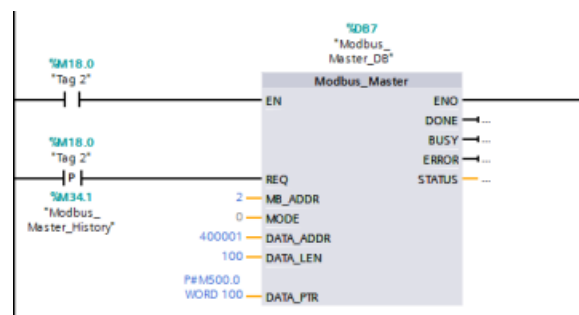 %DB7
"Modbus_
Master_DB"
%M18.0
"Tag 2"
Modbus_Master
EN
ENO
DONE
...
BUSY
...
ERROR
...
STATUS
...
%M18.0
"Tag 2"
P
REQ
%M34.1
"Modbus_
Master_History"
2
MB_ADDR
0
MODE
400001
DATA_ADDR
100
DATA_LEN
P#M500.0
WORD 100
DATA_PTR